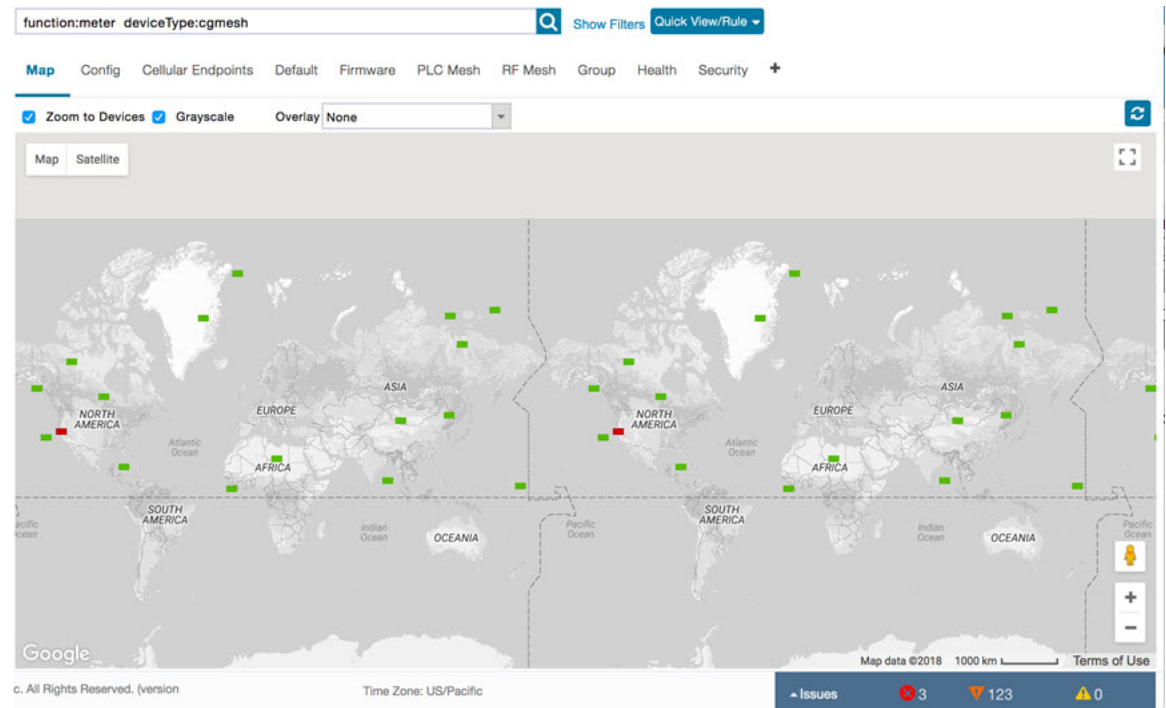 function:meter deviceType:cgmesh Show Filters Quick View/Rule
Map Config Cellular Endpoints Default Firmware PLC Mesh RF Mesh Group Health Security +
Zoom to Devices Grayscale Overlay None
Map Satellite
ASIA ASIA
NORTH AMERICA EUROPE NORTH AMERICA EUROPE
Atlantic Ocean Atlantic Ocean
AFRICA AFRICA
SOUTH AMERICA SOUTH AMERICA
acific Ocean Indian Ocean OCEANIA Pacific Ocean Indian Ocean OCEANIA Pacific Ocean
Google
Map data ©2018 1000 km Terms of Use
c. All Rights Reserved. (version Time Zone: US/Pacific Issues 3 123 0